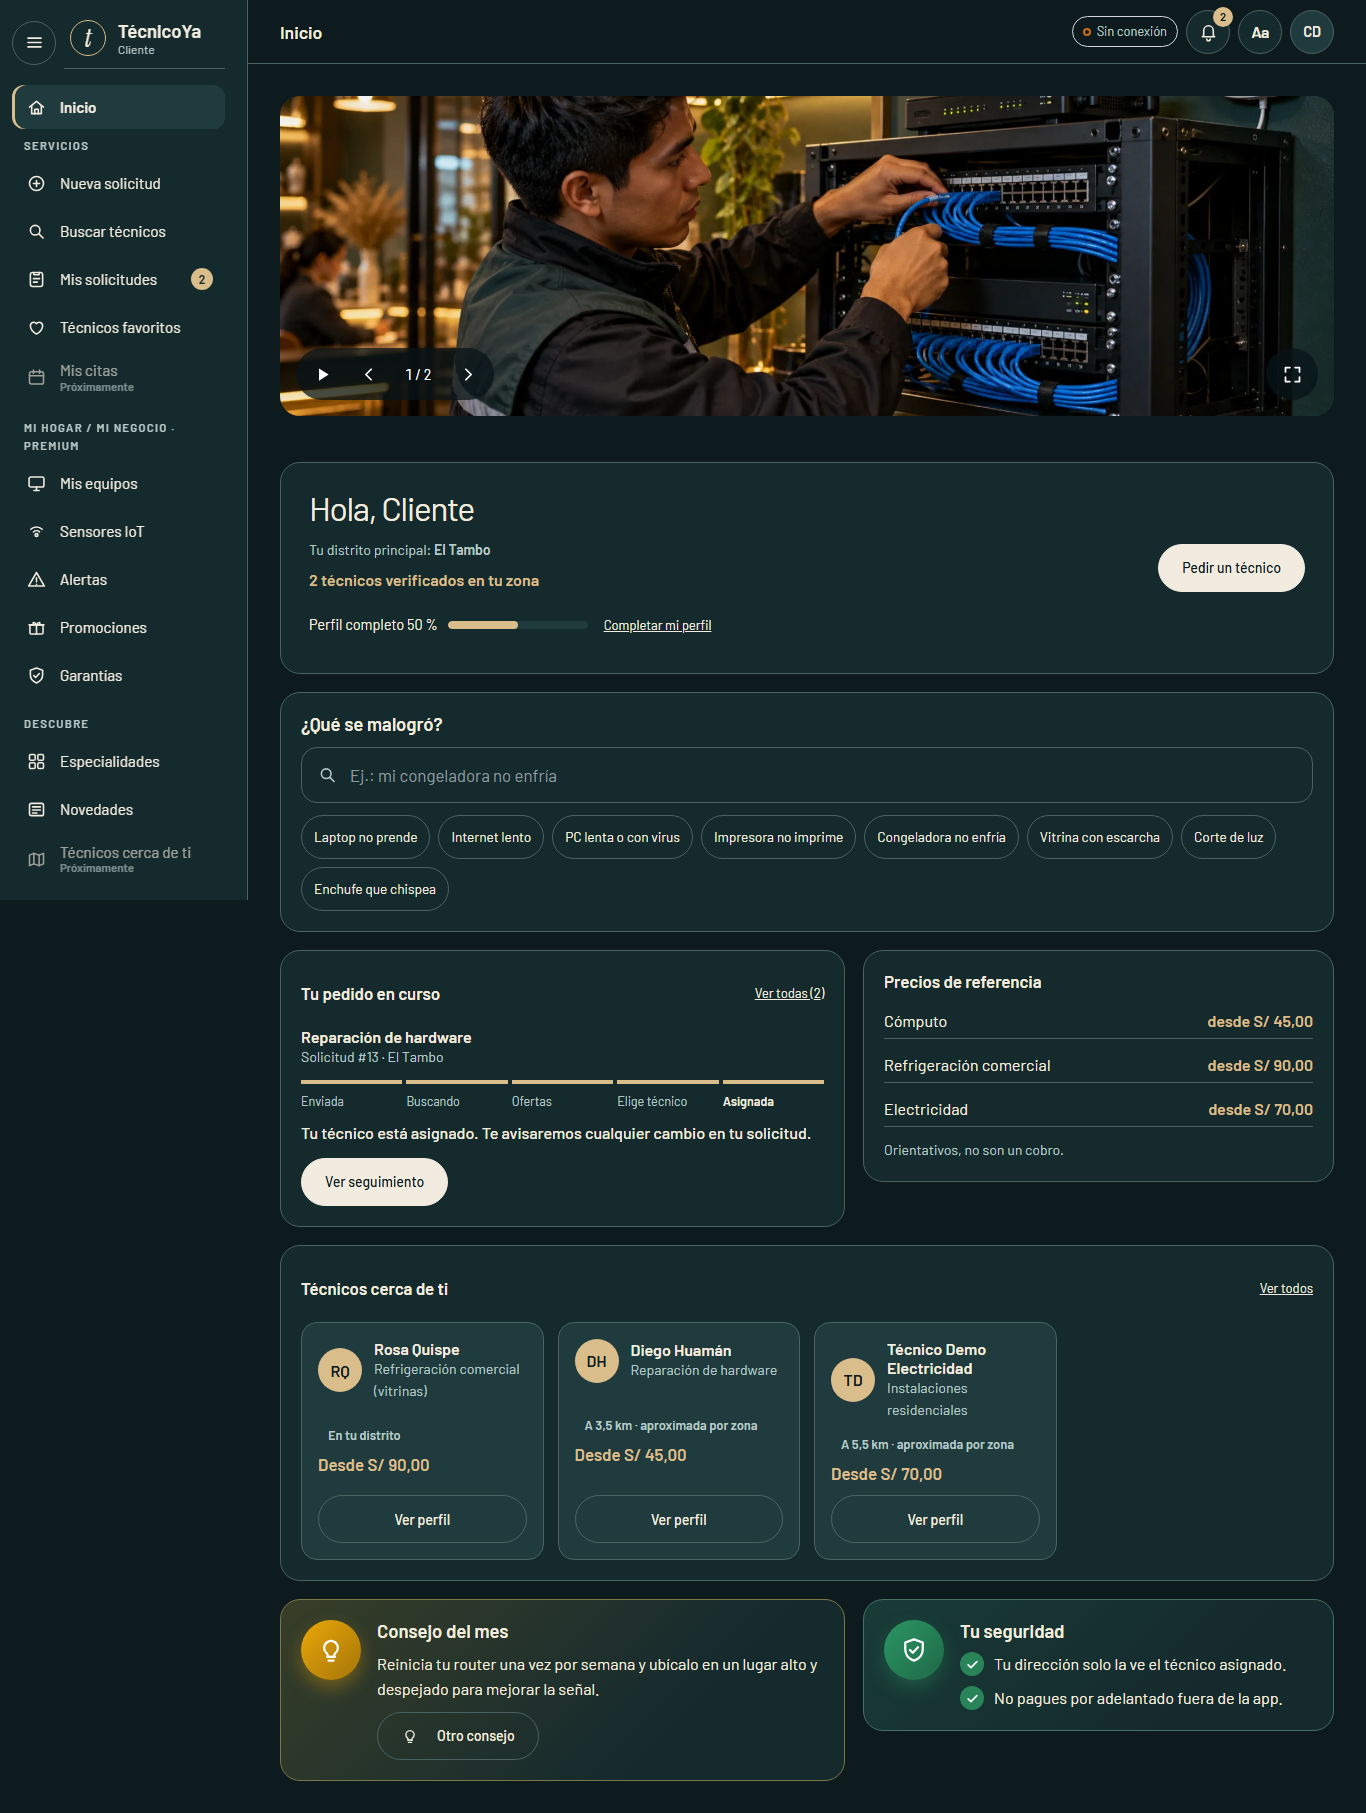 TécnicoYa
Cliente
Inicio
SERVICIOS
Nueva solicitud
Buscar técnicos
Mis solicitudes
2
Técnicos favoritos
Mis citas
Próximamente
MI HOGAR / MI NEGOCIO ·
PREMIUM
Mis equipos
Sensores IoT
Alertas
Promociones
Garantías
DESCUBRE
Especialidades
Novedades
Técnicos cerca de ti
Próximamente
Inicio
Sin conexión
2
Aa
CD
1 / 2
Hola, Cliente
Tu distrito principal: El Tambo
2 técnicos verificados en tu zona
Perfil completo 50 %
Completar mi perfil
Pedir un técnico
¿Qué se malogró?
Ej.: mi congeladora no enfría
Laptop no prende
Internet lento
PC lenta o con virus
Impresora no imprime
Congeladora no enfría
Vitrina con escarcha
Corte de luz
Enchufe que chispea
Tu pedido en curso
Ver todas (2)
Reparación de hardware
Solicitud #13 · El Tambo
Enviada
Buscando
Ofertas
Elige técnico
Asignada
Tu técnico está asignado. Te avisaremos cualquier cambio en tu solicitud.
Ver seguimiento
Precios de referencia
Cómputo
desde S/ 45,00
Refrigeración comercial
desde S/ 90,00
Electricidad
desde S/ 70,00
Orientativos, no son un cobro.
Técnicos cerca de ti
Ver todos
RQ
Rosa Quispe
Refrigeración comercial
(vitrinas)
En tu distrito
Desde S/ 90,00
Ver perfil
DH
Diego Huamán
Reparación de hardware
A 3,5 km · aproximada por zona
Desde S/ 45,00
Ver perfil
TD
Técnico Demo
Electricidad
Instalaciones
residenciales
A 5,5 km · aproximada por zona
Desde S/ 70,00
Ver perfil
Consejo del mes
Reinicia tu router una vez por semana y ubícalo en un lugar alto y
despejado para mejorar la señal.
Otro consejo
Tu seguridad
Tu dirección solo la ve el técnico asignado.
No pagues por adelantado fuera de la app.